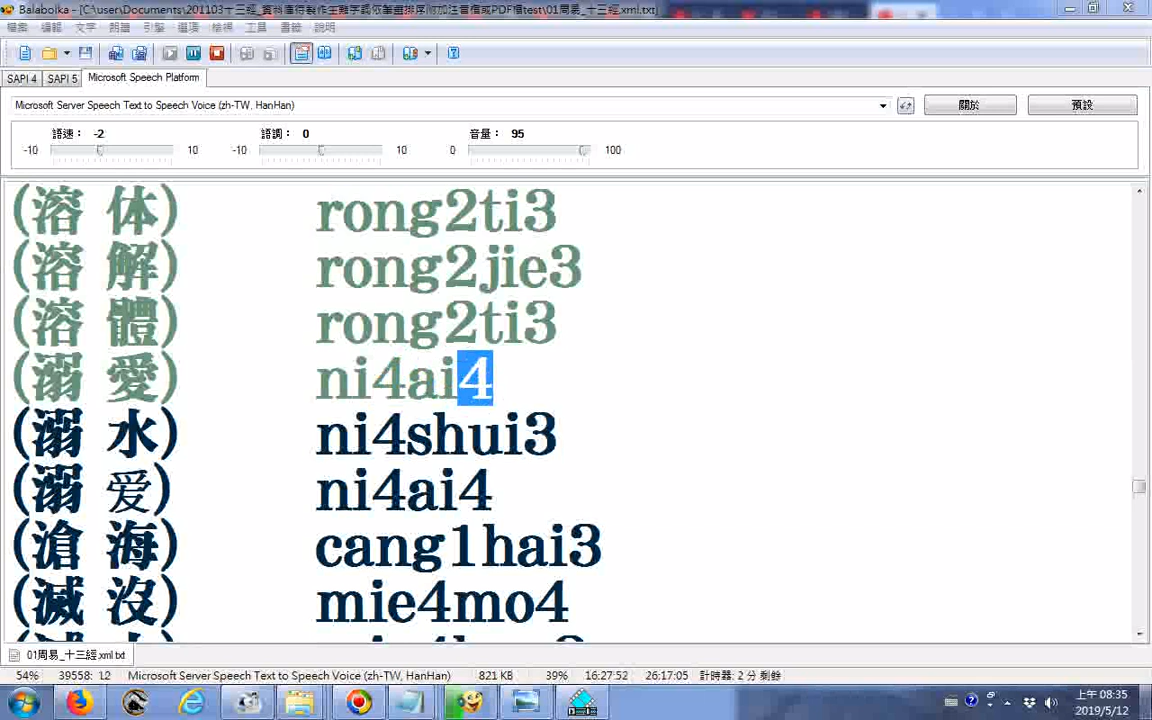 Balabolka - [C:\user\Documents\201103十三經_資料庫待製作生難字詞依筆畫排序附加注音檔或PDF檔test\01周易_十三經.xml.txt]
檔案 編輯 文字 朗讀 引擎 選項 檢視 工具 書籤 說明
SAPI 4 SAPI 5 Microsoft Speech Platform
Microsoft Server Speech Text to Speech Voice (zh-TW, HanHan) 關於 預設
語速： -2 語調： 0 音量： 95
-10 10 -10 10 0 100
(溶 体) rong2ti3
(溶 解) rong2jie3
(溶 體) rong2ti3
(溺 愛) ni4ai4
(溺 水) ni4shui3
(溺 爱) ni4ai4
(滄 海) cang1hai3
(滅 沒) mie4mo4
01周易_十三經.xml.txt
54% 39558: 12 Microsoft Server Speech Text to Speech Voice (zh-TW, HanHan) 821 KB 39% 16:27:52 26:17:05 計時器: 2 分 剩餘
上午 08:35
2019/5/12